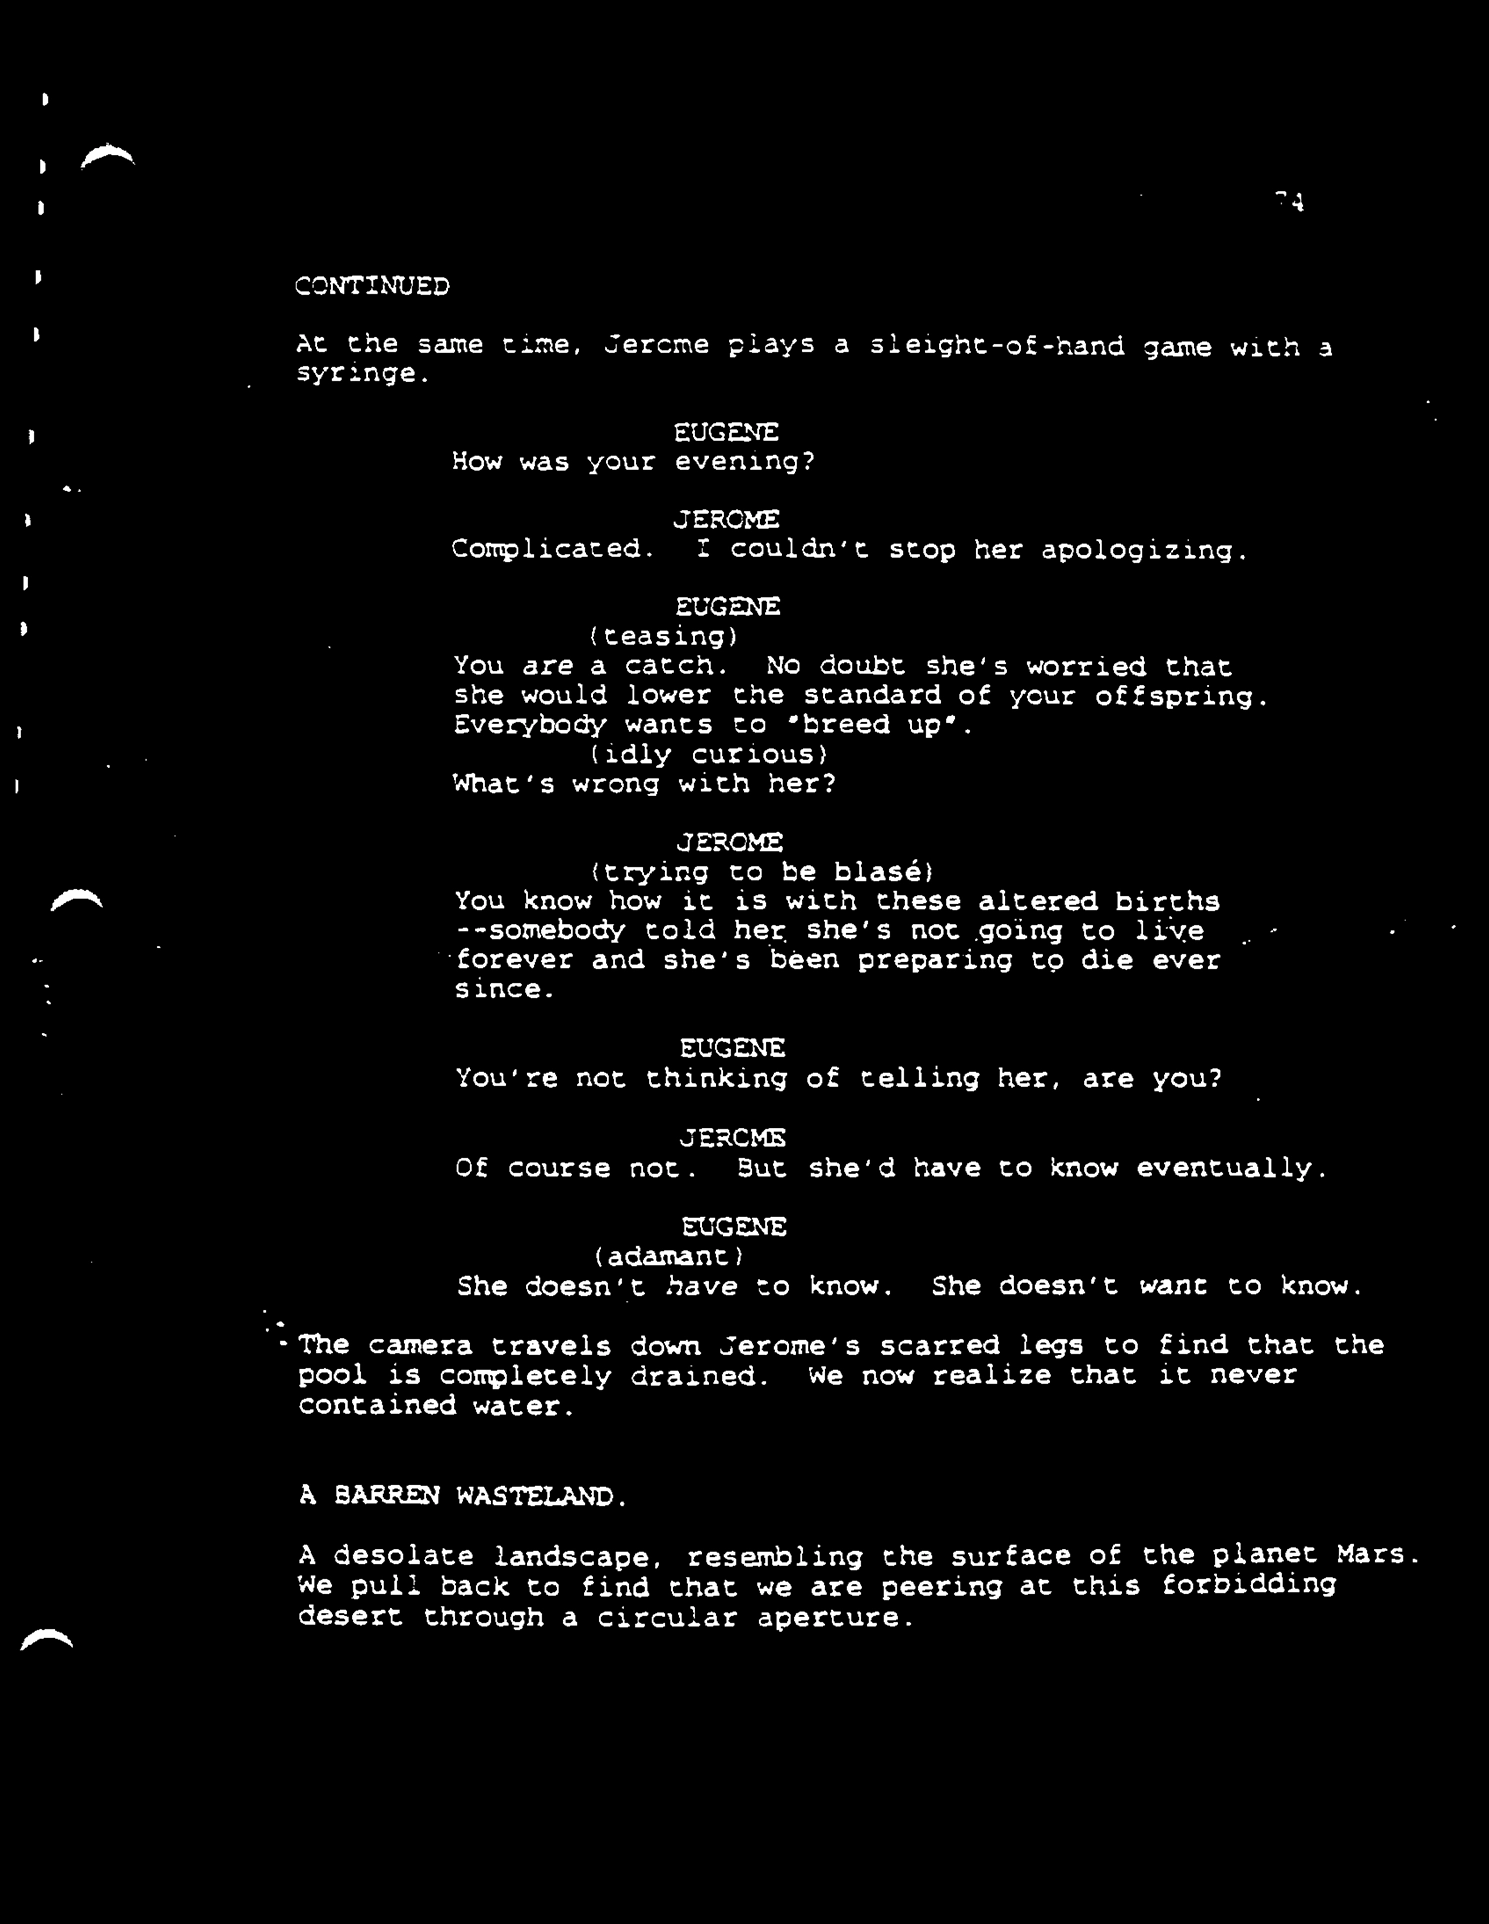 74
CONTINUED
At the same time, Jerome plays a sleight-of-hand game with a
syringe.
EUGENE
How was your evening?
JEROME
Complicated. I couldn't stop her apologizing.
EUGENE
(teasing)
You are a catch. No doubt she's worried that
she would lower the standard of your offspring.
Everybody wants to "breed up".
(idly curious)
What's wrong with her?
JEROME
(trying to be blasé)
You know how it is with these altered births
--somebody told her she's not going to live
forever and she's been preparing to die ever
since.
EUGENE
You're not thinking of telling her, are you?
JEROME
Of course not. But she'd have to know eventually.
EUGENE
(adamant)
She doesn't have to know. She doesn't want to know.
The camera travels down Jerome's scarred legs to find that the
pool is completely drained. We now realize that it never
contained water.
A BARREN WASTELAND.
A desolate landscape, resembling the surface of the planet Mars.
We pull back to find that we are peering at this forbidding
desert through a circular aperture.